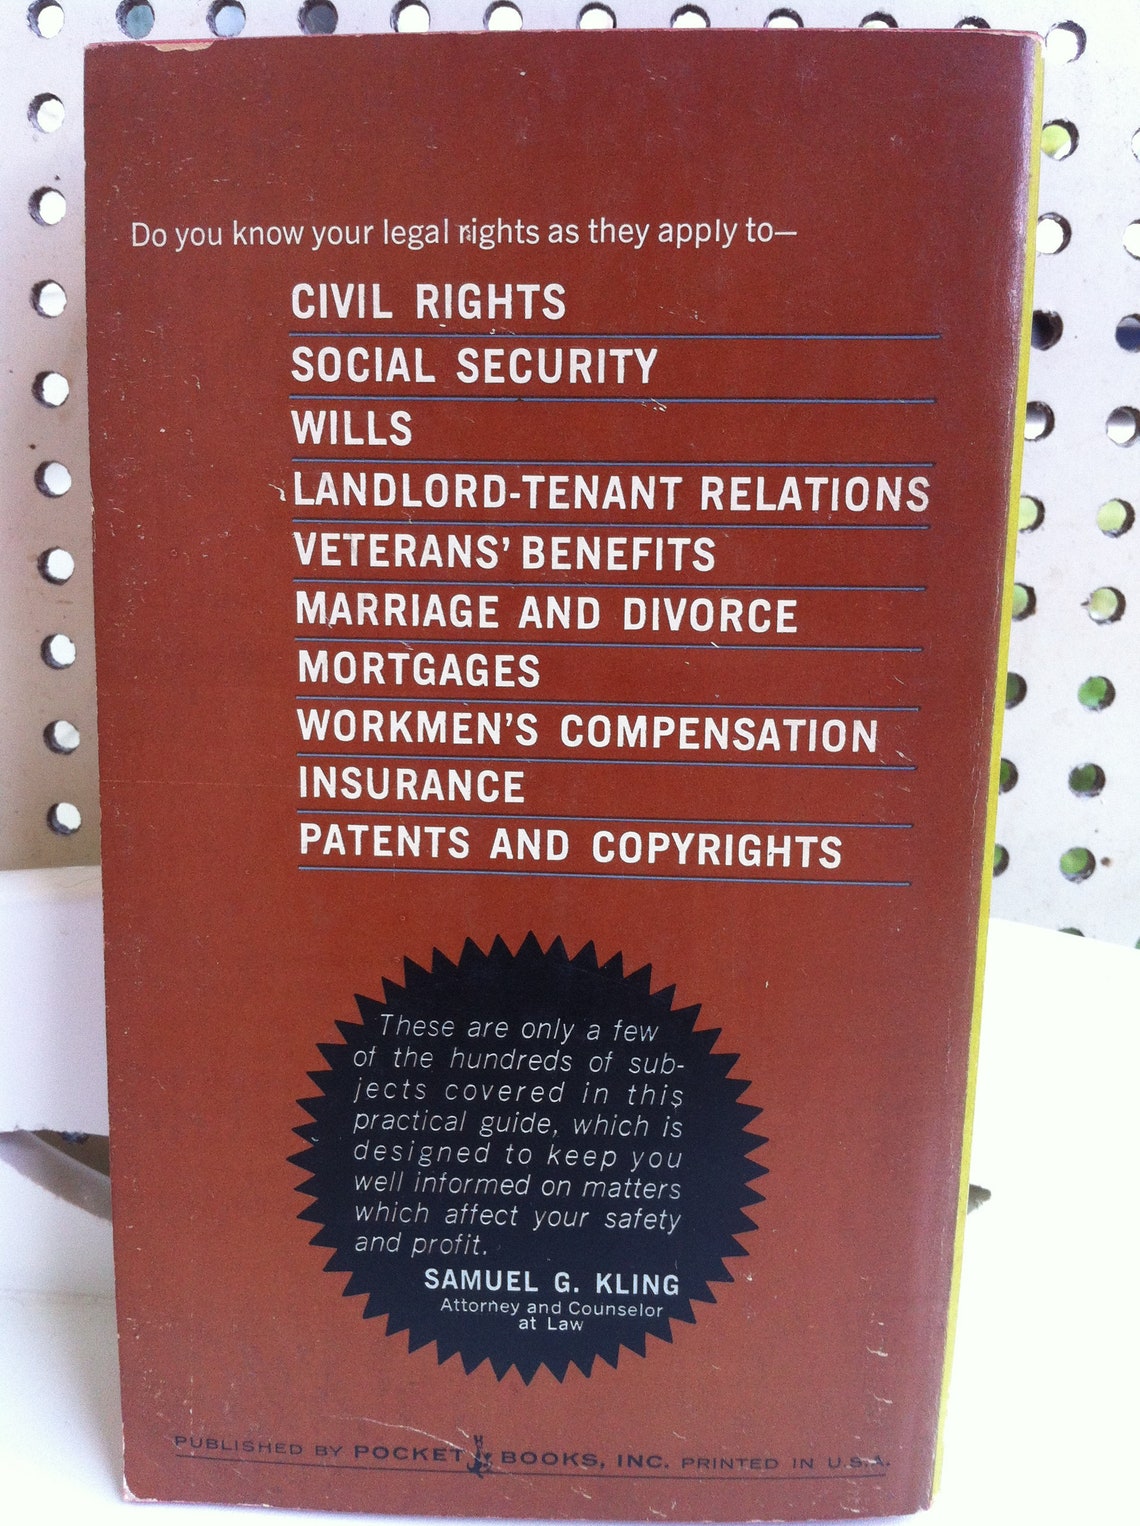 Do you know your legal rights as they apply to—
CIVIL RIGHTS
SOCIAL SECURITY
WILLS
LANDLORD-TENANT RELATIONS
VETERANS' BENEFITS
MARRIAGE AND DIVORCE
MORTGAGES
WORKMEN'S COMPENSATION
INSURANCE
PATENTS AND COPYRIGHTS
These are only a few
of the hundreds of sub-
jects covered in this
practical guide, which is
designed to keep you
well informed on matters
which affect your safety
and profit.
SAMUEL G. KLING
Attorney and Counselor
at Law
PUBLISHED BY POCKET BOOKS, INC. PRINTED IN U.S.A.